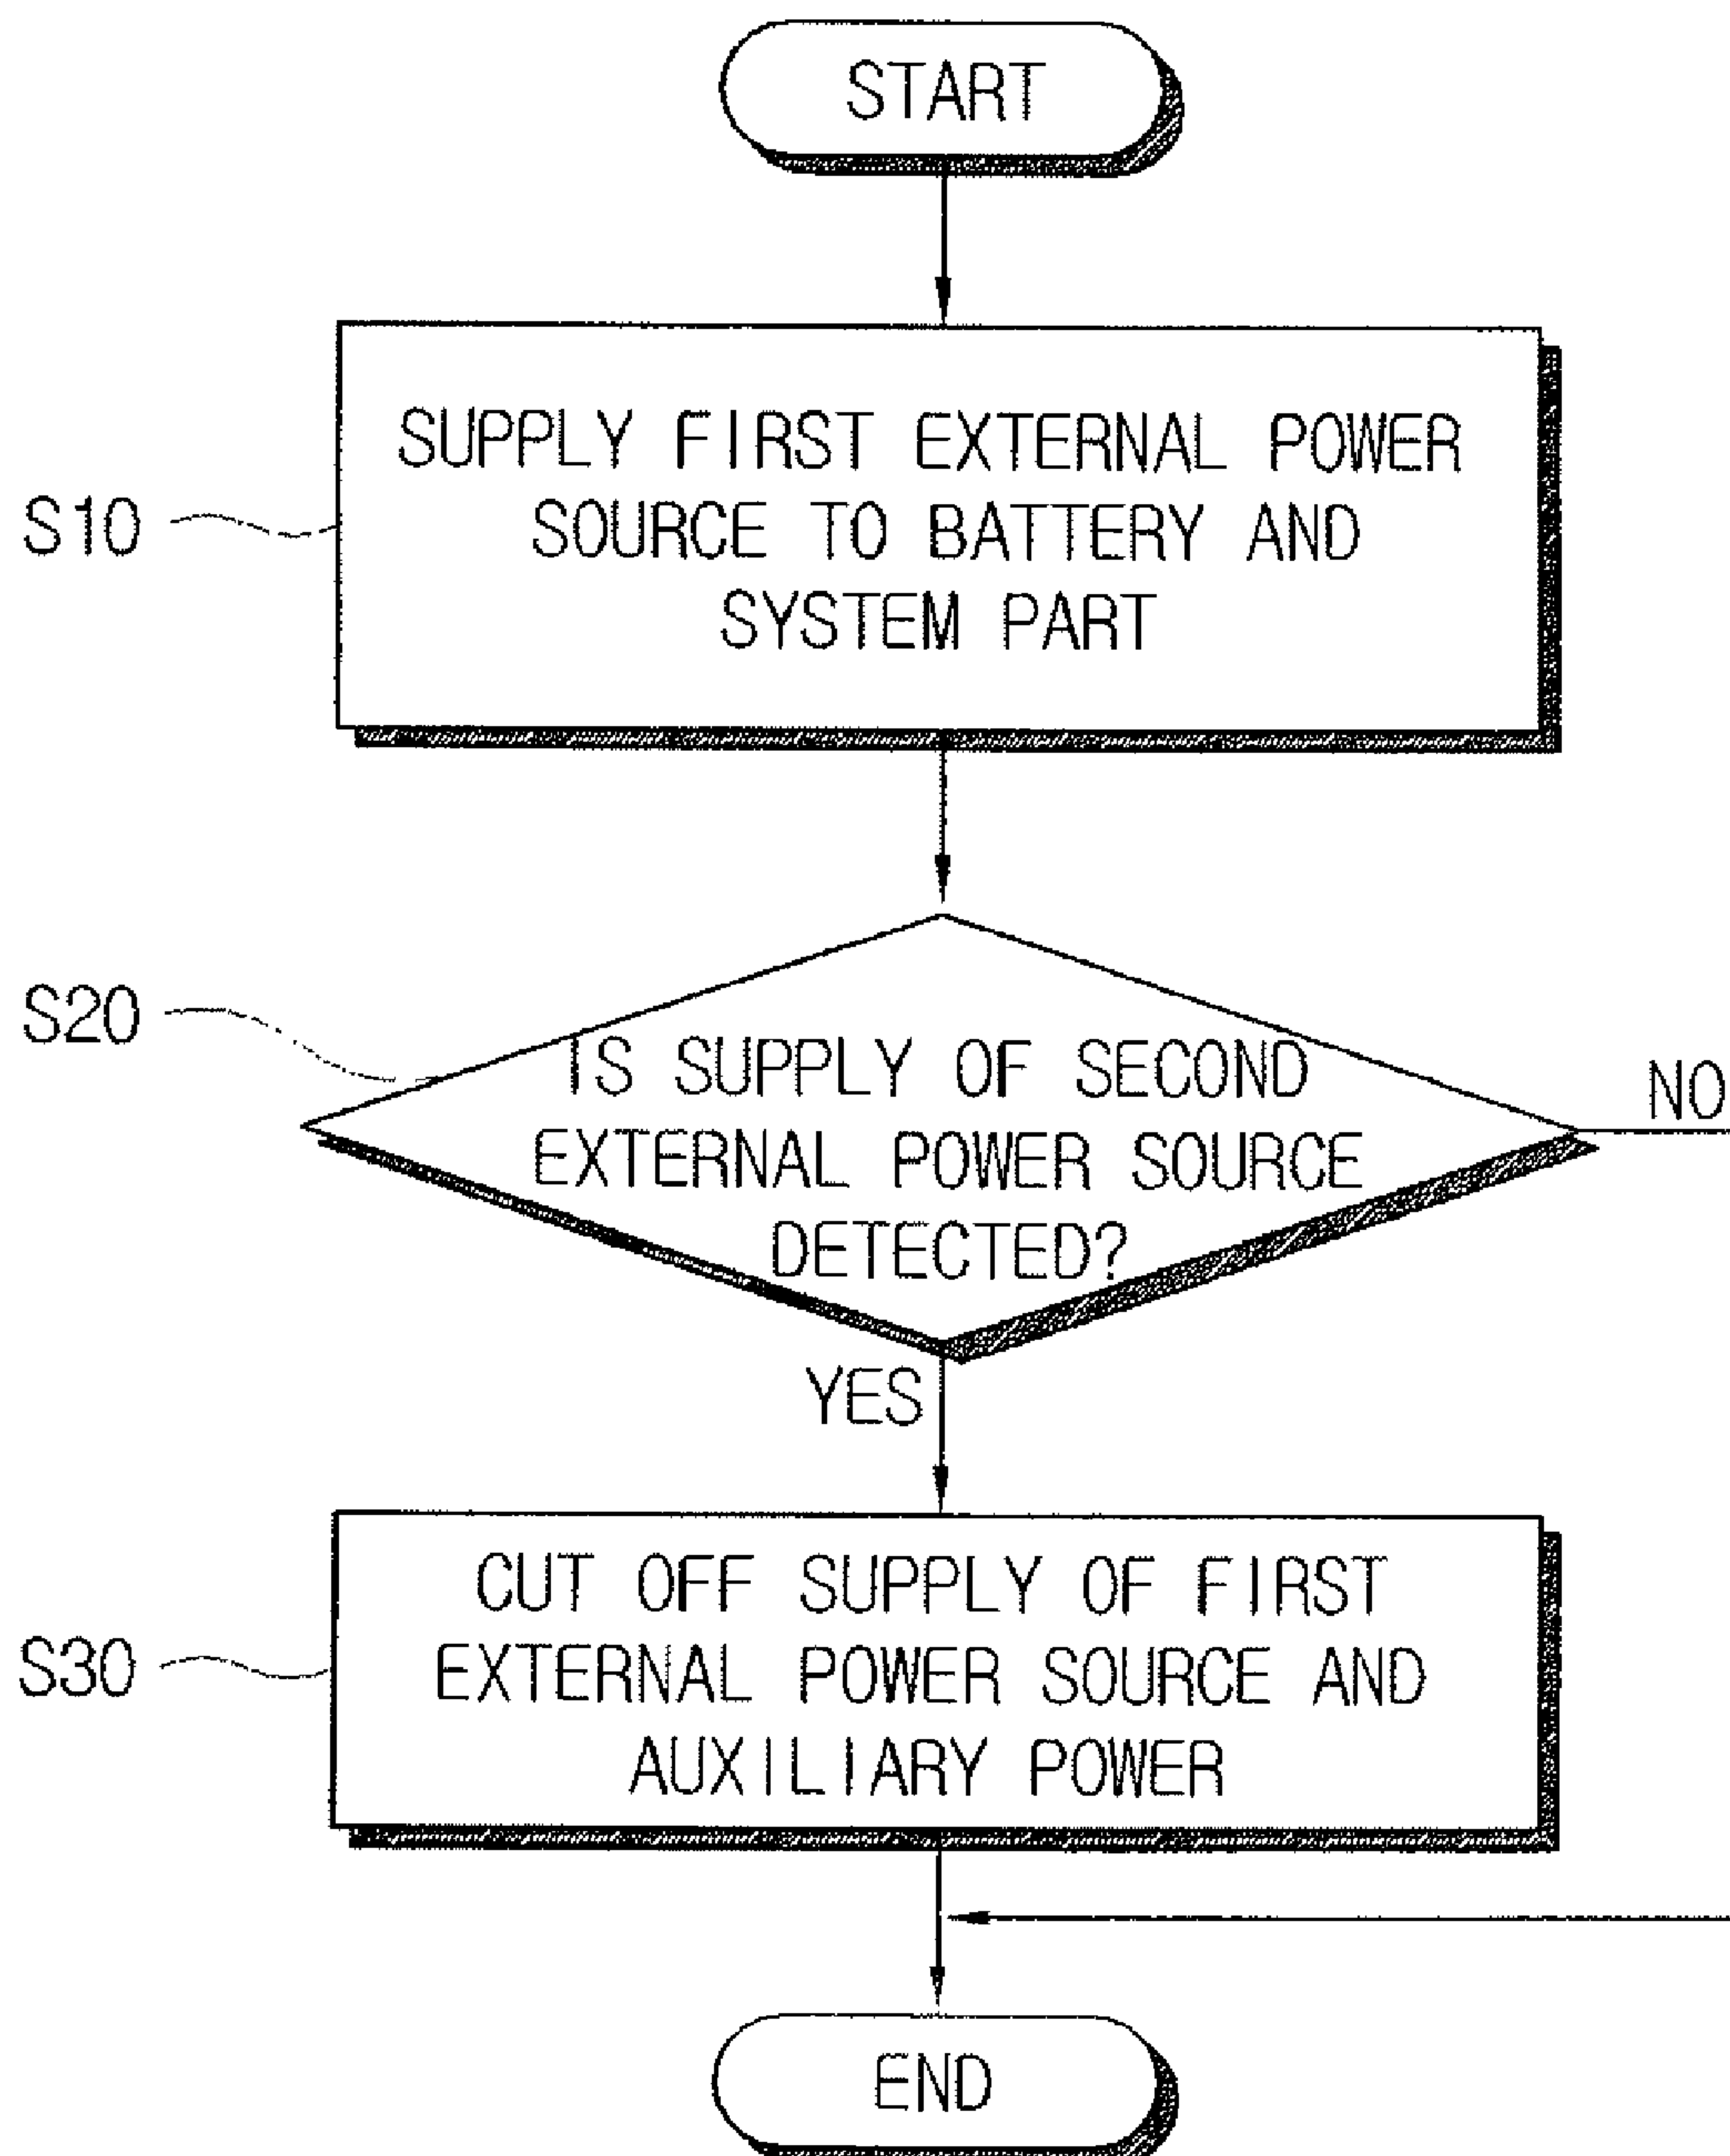 START
SUPPLY FIRST EXTERNAL POWER
SOURCE TO BATTERY AND
SYSTEM PART
S10
S20
IS SUPPLY OF SECOND
EXTERNAL POWER SOURCE
DETECTED?
NO
YES
CUT OFF SUPPLY OF FIRST
EXTERNAL POWER SOURCE AND
AUXILIARY POWER
S30
END